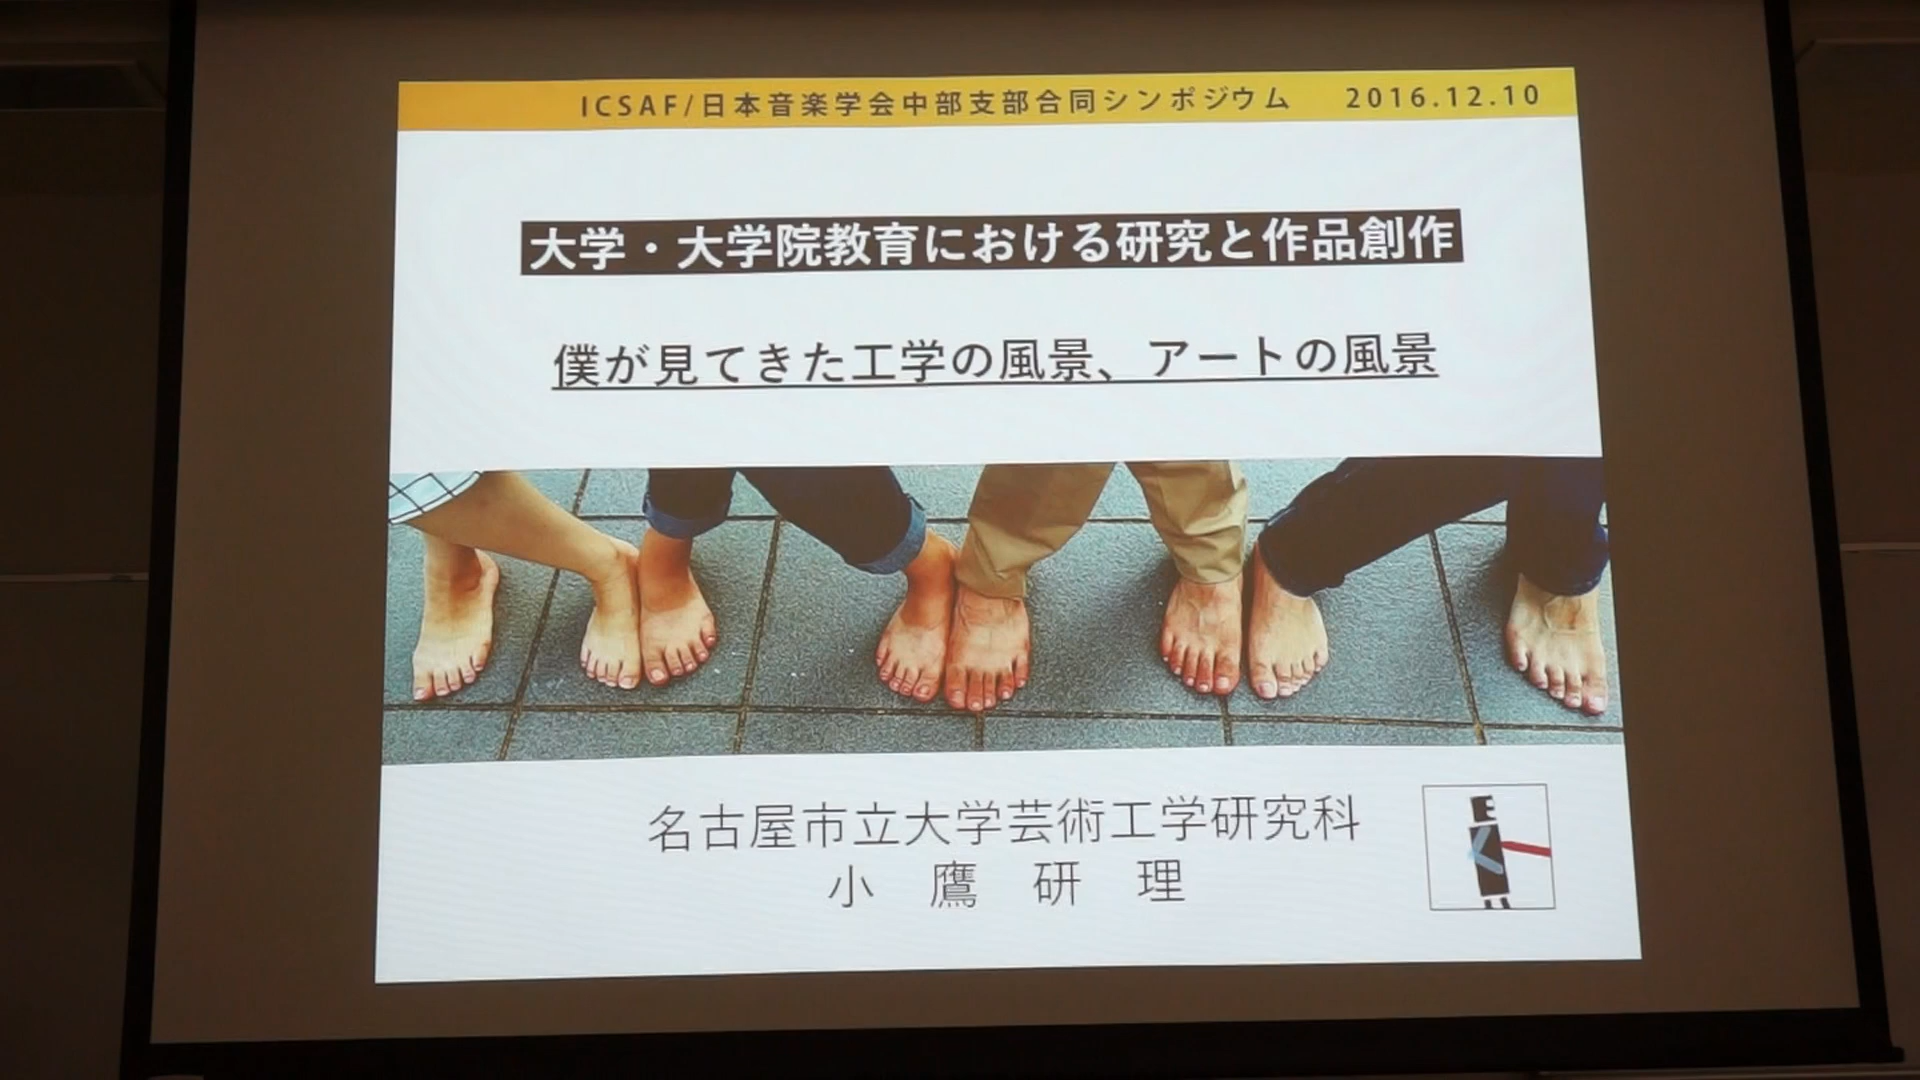 ICSAF/日本音楽学会中部支部合同シンポジウム 2016.12.10
大学・大学院教育における研究と作品創作
僕が見てきた工学の風景、アートの風景
名古屋市立大学芸術工学研究科
小 鷹 研 理